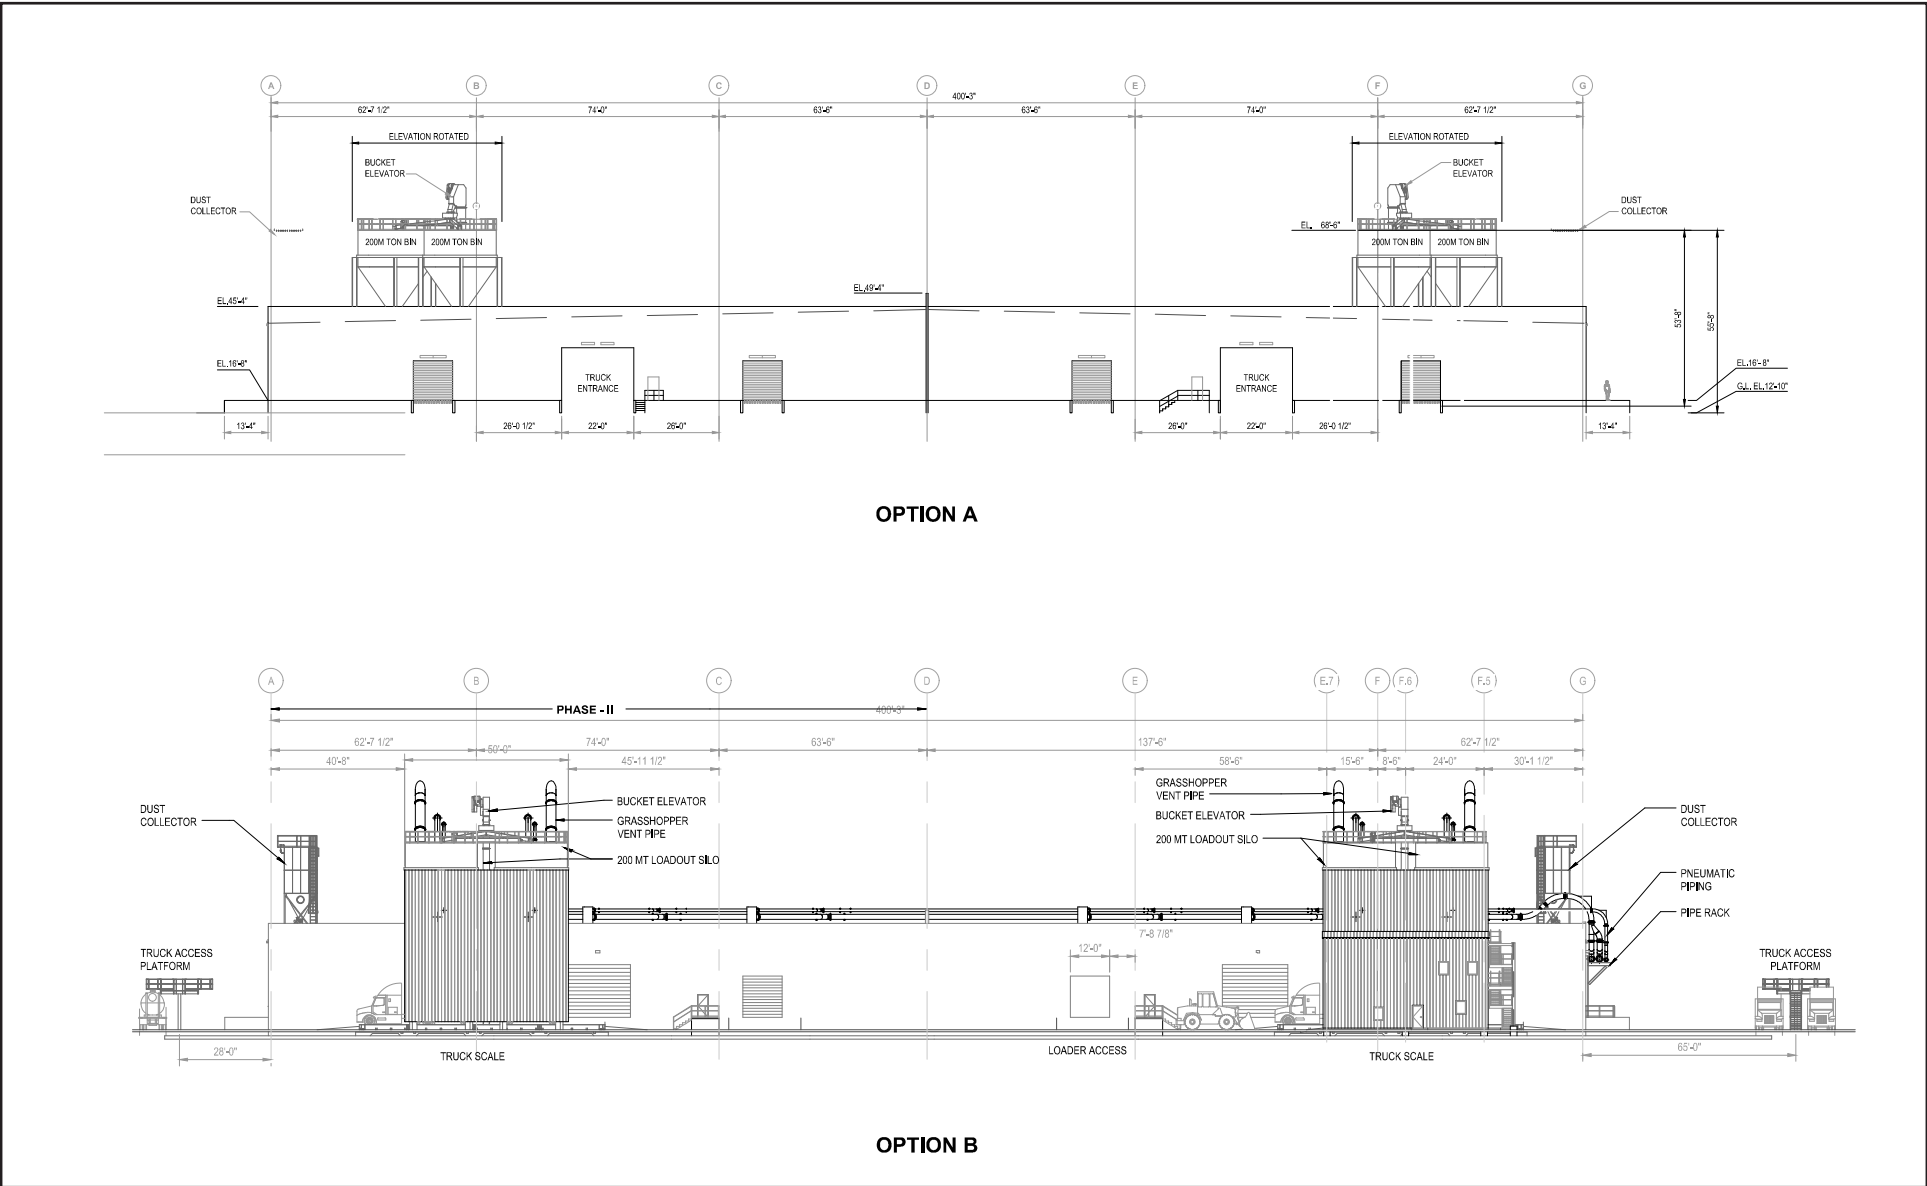 A B C D E F G
400'-3"
62'-7 1/2" 74'-0" 63'-6" 63'-6" 74'-0" 62'-7 1/2"
ELEVATION ROTATED
ELEVATION ROTATED
BUCKET
ELEVATOR
BUCKET
ELEVATOR
DUST
COLLECTOR
DUST
COLLECTOR
EL. 68'-6"
200M TON BIN 200M TON BIN
200M TON BIN 200M TON BIN
EL.49'-4"
EL.45'-4"
53'-8"
55'-8"
EL.16'-8"
EL.16'-8"
G.L. EL.12'-10"
TRUCK
ENTRANCE
TRUCK
ENTRANCE
13'-4" 26'-0 1/2" 22'-0" 26'-0" 26'-0" 22'-0" 26'-0 1/2" 13'-4"
OPTION A
A B C D E E.7 F F.6 F.5 G
PHASE - II
400'-3"
62'-7 1/2" 74'-0" 63'-6" 137'-6" 62'-7 1/2"
50'-0"
40'-8" 45'-11 1/2" 58'-6" 15'-6" 8'-6" 24'-0" 30'-1 1/2"
DUST
COLLECTOR
BUCKET ELEVATOR
GRASSHOPPER
VENT PIPE
200 MT LOADOUT SILO
GRASSHOPPER
VENT PIPE
BUCKET ELEVATOR
200 MT LOADOUT SILO
DUST
COLLECTOR
PNEUMATIC
PIPING
PIPE RACK
7'-8 7/8"
12'-0"
TRUCK ACCESS
PLATFORM
TRUCK ACCESS
PLATFORM
28'-0"
TRUCK SCALE
LOADER ACCESS
TRUCK SCALE
65'-0"
OPTION B